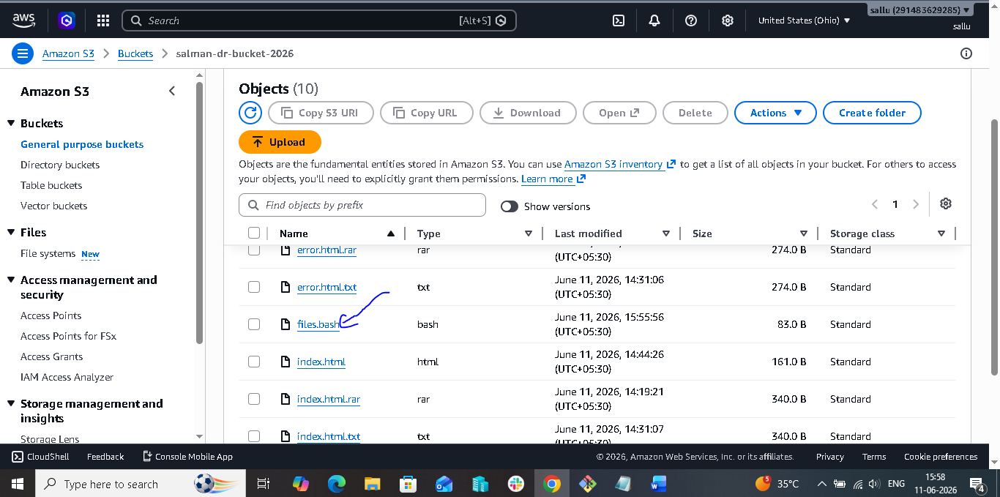 aws
Search
[Alt+S]
United States (Ohio)
sallu (291483629285)
sallu
Amazon S3
Buckets
salman-dr-bucket-2026
Amazon S3
Buckets
General purpose buckets
Directory buckets
Table buckets
Vector buckets
Files
File systems New
Access management and
security
Access Points
Access Points for FSx
Access Grants
IAM Access Analyzer
Storage management and
insights
Storage Lens
Objects (10)
Copy S3 URI
Copy URL
Download
Open
Delete
Actions
Create folder
Upload
Objects are the fundamental entities stored in Amazon S3. You can use Amazon S3 inventory to get a list of all objects in your bucket. For others to access
your objects, you'll need to explicitly grant them permissions. Learn more
Find objects by prefix
Show versions
1
Name Type Last modified Size Storage class
error.html.rar rar (UTC+05:30) 274.0 B Standard
error.html.txt txt June 11, 2026, 14:31:06 (UTC+05:30) 274.0 B Standard
files.bash bash June 11, 2026, 15:55:56 (UTC+05:30) 83.0 B Standard
index.html html June 11, 2026, 14:44:26 (UTC+05:30) 161.0 B Standard
index.html.rar rar June 11, 2026, 14:19:21 (UTC+05:30) 340.0 B Standard
index.html.txt txt June 11, 2026, 14:31:07 (UTC+05:30) 340.0 B Standard
CloudShell Feedback Console Mobile App
© 2026, Amazon Web Services, Inc. or its affiliates. Privacy Terms Cookie preferences
Type here to search
5
35°C
ENG
15:58
11-06-2026
4